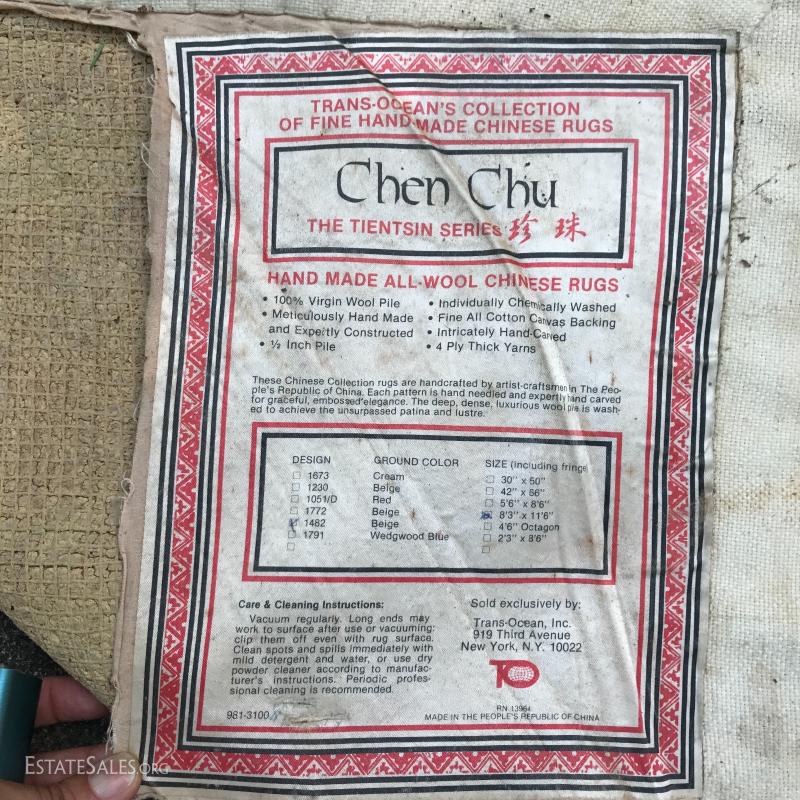 TRANS-OCEAN'S COLLECTION
OF FINE HAND MADE CHINESE RUGS
Chen Chu
THE TIENTSIN SERIES 珍 珠
HAND MADE ALL-WOOL CHINESE RUGS
• 100% Virgin Wool Pile
• Meticulously Hand Made
and Expertly Constructed
• ½ Inch Pile
• Individually Chemically Washed
• Fine All Cotton Canvas Backing
• Intricately Hand-Carved
• 4 Ply Thick Yarns
These Chinese Collection rugs are handcrafted by artist-craftsmen in The Peo-
ple's Republic of China. Each pattern is hand needled and expertly hand carved
for graceful, embossed elegance. The deep, dense, luxurious wool pile is wash-
ed to achieve the unsurpassed patina and lustre.
DESIGN GROUND COLOR SIZE (including fringe
1673 Cream 30" x 50"
1230 Beige 42" x 66"
1051/D Red 5'6" x 8'6"
1772 Beige 8'3" x 11'6"
1482 Beige 4'6" Octagon
1791 Wedgwood Blue 2'3" x 8'6"
Care & Cleaning Instructions:
Vacuum regularly. Long ends may
work to surface after use or vacuuming:
clip them off even with rug surface.
Clean spots and spills immediately with
mild detergent and water, or use dry
powder cleaner according to manufac-
turer's instructions. Periodic profes-
sional cleaning is recommended.
981-3100
Sold exclusively by:
Trans-Ocean, Inc.
919 Third Avenue
New York, N.Y. 10022
TO
RN 13964
MADE IN THE PEOPLE'S REPUBLIC OF CHINA
ESTATESALES.ORG